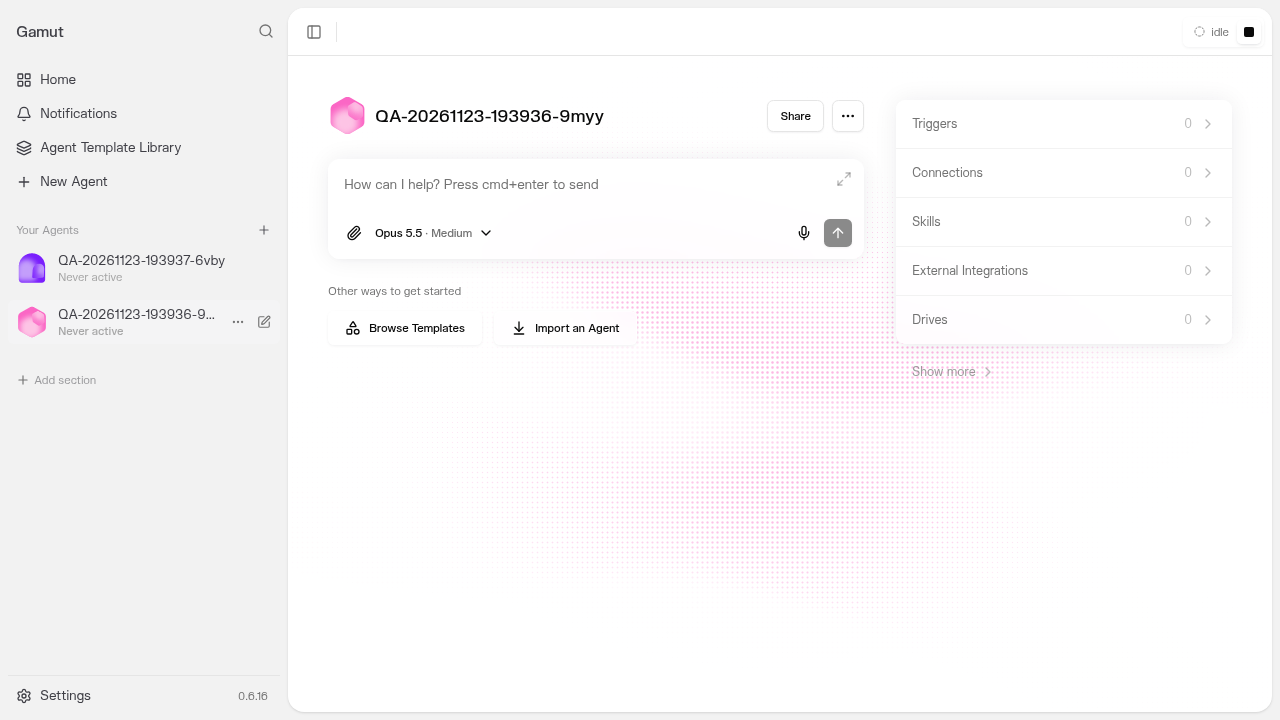 Gamut
Home
Notifications
Agent Template Library
New Agent
Your Agents
QA-20261123-193937-6vby
Never active
QA-20261123-193936-9...
Never active
Add section
Settings
0.6.16
idle
QA-20261123-193936-9myy
Share
How can I help? Press cmd+enter to send
Opus 5.5 · Medium
Other ways to get started
Browse Templates
Import an Agent
Triggers 0
Connections 0
Skills 0
External Integrations 0
Drives 0
Show more